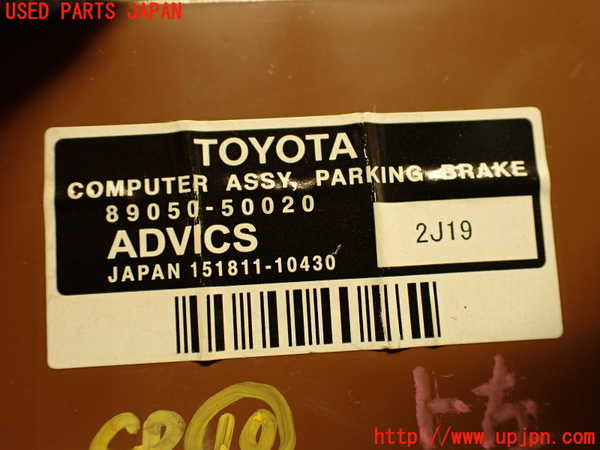 USED PARTS JAPAN
TOYOTA
COMPUTER ASSY, PARKING BRAKE
89050-50020
ADVICS
2J19
JAPAN 151811-10430
http://www.upjpn.com/